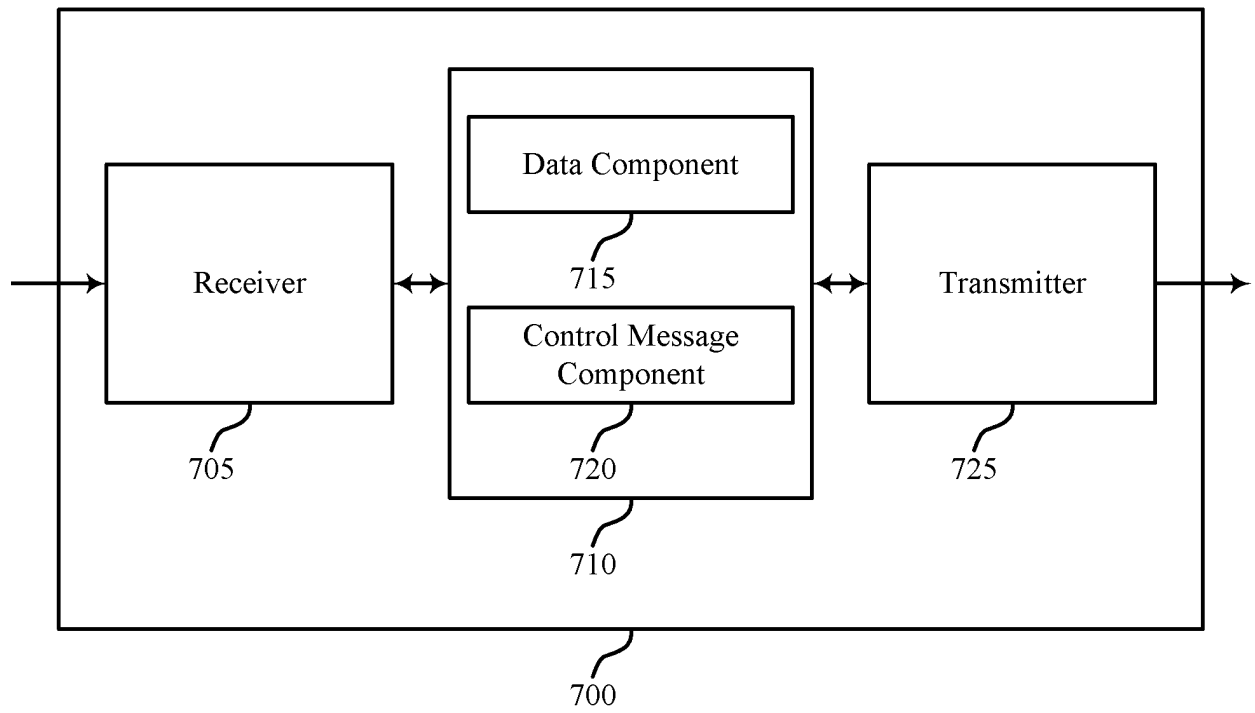 Data Component
715
Receiver
705
Control Message
Component
720
Transmitter
725
710
700